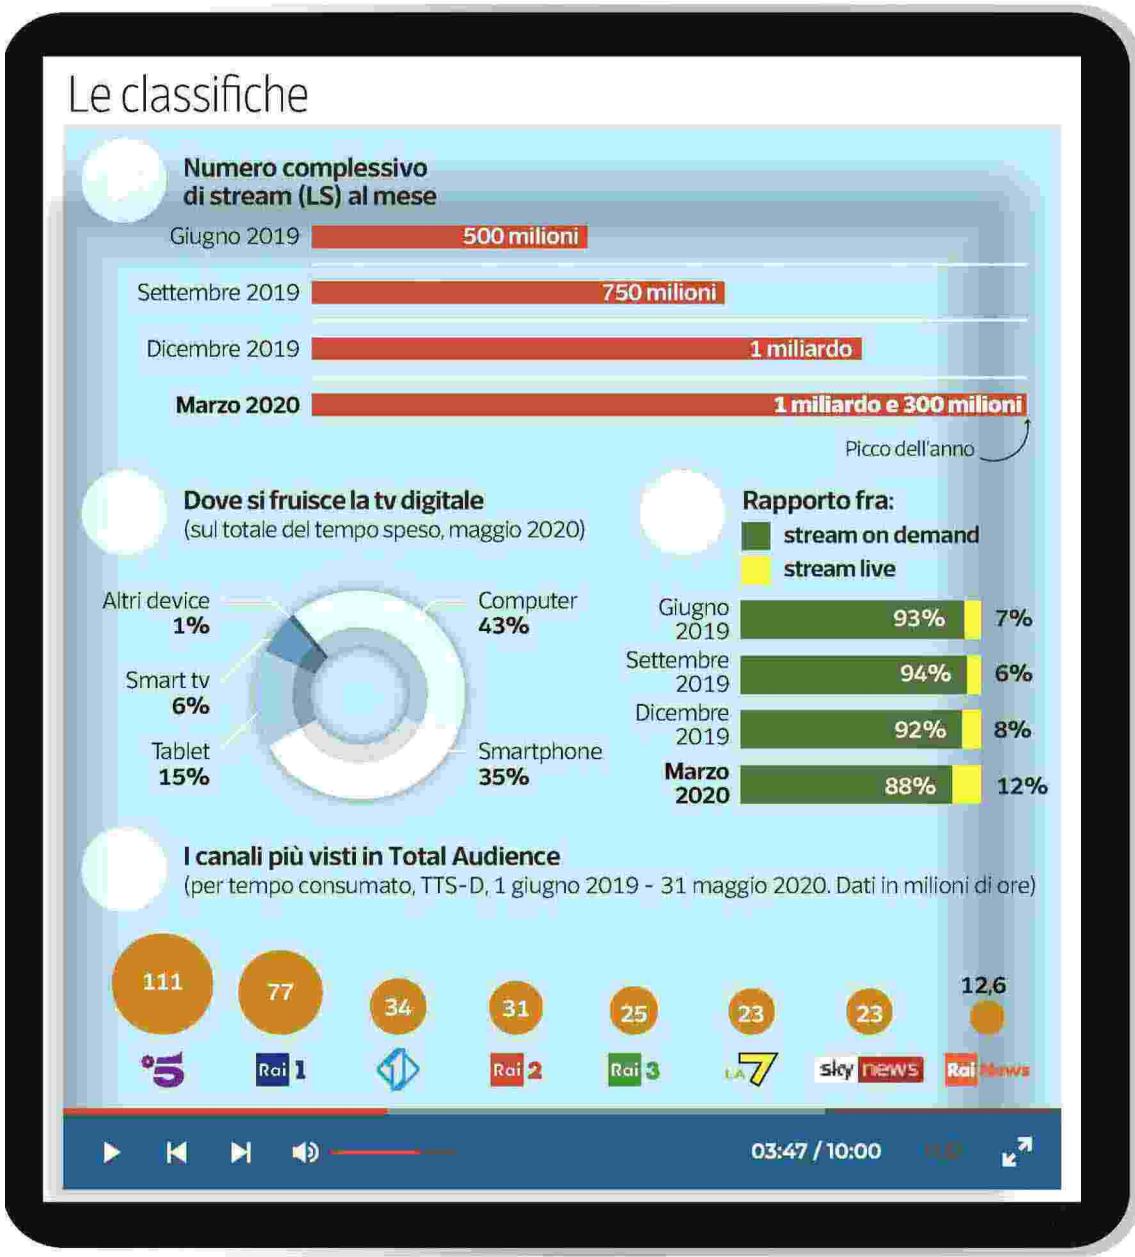 Le classifiche
Numero complessivo
di stream (LS) al mese
Giugno 2019
500 milioni
Settembre 2019
750 milioni
Dicembre 2019
1 miliardo
Marzo 2020
1 miliardo e 300 milioni
Picco dell'anno
Dove si fruisce la tv digitale
(sul totale del tempo speso, maggio 2020)
Altri device
1%
Smart tv
6%
Tablet
15%
Computer
43%
Smartphone
35%
Rapporto fra:
stream on demand
stream live
Giugno
2019
93%
7%
Settembre
2019
94%
6%
Dicembre
2019
92%
8%
Marzo
2020
88%
12%
I canali più visti in Total Audience
(per tempo consumato, TTS-D, 1 giugno 2019 - 31 maggio 2020. Dati in milioni di ore)
111
77
34
31
25
23
23
12,6
5
Rai 1
1
Rai 2
Rai 3
LA7
sky news
Rai News
03:47 / 10:00